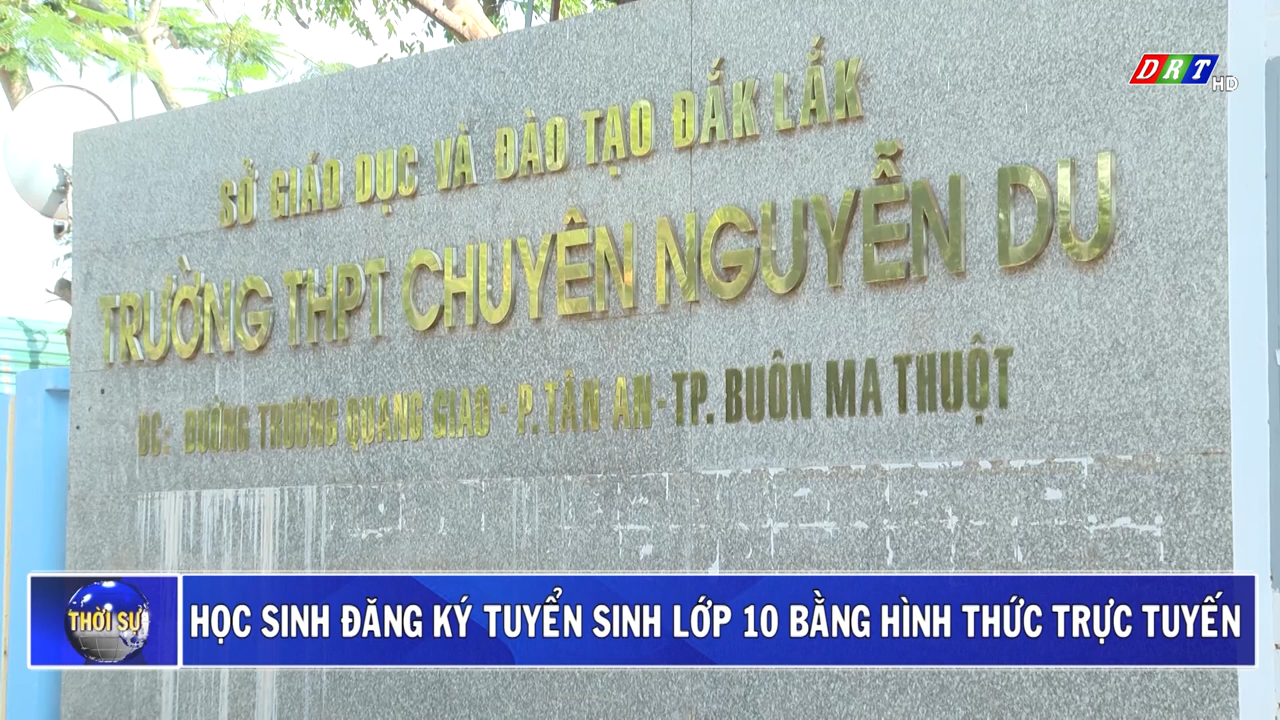 DRT HD
SỞ GIÁO DỤC VÀ ĐÀO TẠO ĐẮK LẮK
TRƯỜNG THPT CHUYÊN NGUYỄN DU
ĐC: ĐƯỜNG TRƯƠNG QUANG GIAO - P. TÂN AN - TP. BUÔN MA THUỘT
THỜI SỰ
HỌC SINH ĐĂNG KÝ TUYỂN SINH LỚP 10 BẰNG HÌNH THỨC TRỰC TUYẾN